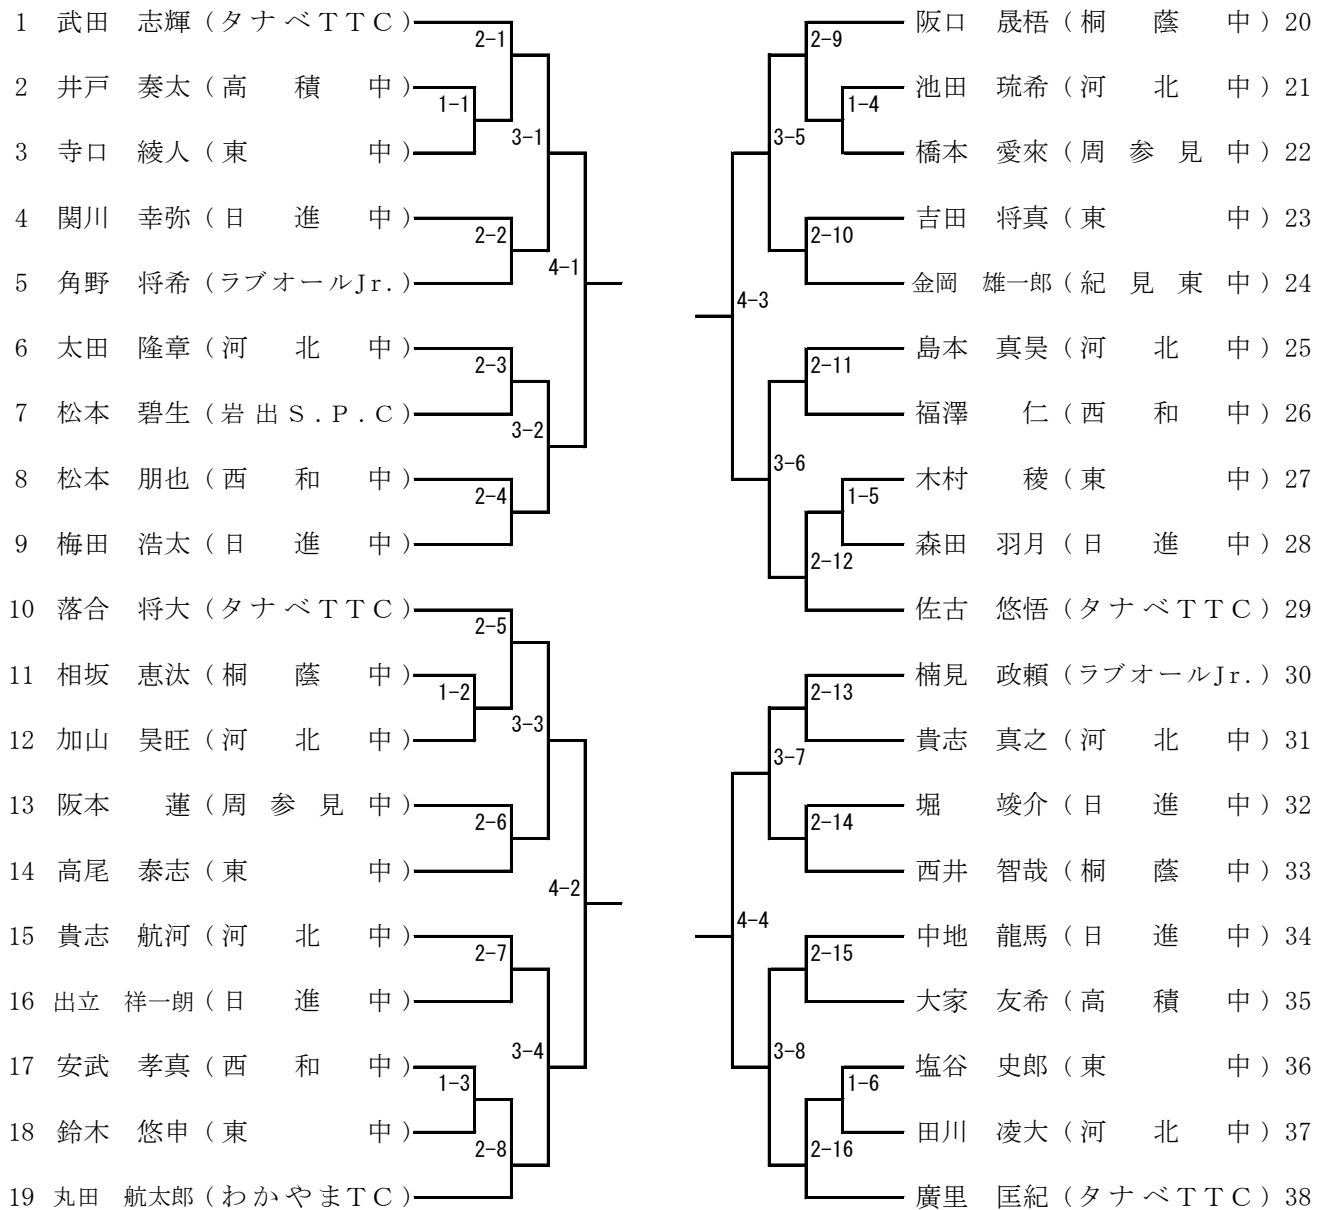 1 武田 志輝 (タナベTTC)
2 井戸 奏太 (高積中)
3 寺口 綾人 (東中)
4 関川 幸弥 (日進中)
5 角野 将希 (ラブオールJr.)
6 太田 隆章 (河北中)
7 松本 碧生 (岩出S.P.C)
8 松本 朋也 (西和中)
9 梅田 浩太 (日進中)
10 落合 将大 (タナベTTC)
11 相坂 恵汰 (桐蔭中)
12 加山 昊旺 (河北中)
13 阪本 蓮 (周参見中)
14 高尾 泰志 (東中)
15 貴志 航河 (河北中)
16 出立 祥一朗 (日進中)
17 安武 孝真 (西和中)
18 鈴木 悠申 (東中)
19 丸田 航太郎 (わかやまTC)
2-1
1-1
3-1
2-2
4-1
2-3
3-2
2-4
2-5
1-2
3-3
2-6
4-2
2-7
3-4
1-3
2-8
阪口 晟梧 (桐蔭中) 20
池田 琉希 (河北中) 21
橋本 愛來 (周参見中) 22
吉田 将真 (東中) 23
金岡 雄一郎 (紀見東中) 24
島本 真昊 (河北中) 25
福澤 仁 (西和中) 26
木村 稜 (東中) 27
森田 羽月 (日進中) 28
佐古 悠悟 (タナベTTC) 29
楠見 政頼 (ラブオールJr.) 30
貴志 真之 (河北中) 31
堀 竣介 (日進中) 32
西井 智哉 (桐蔭中) 33
中地 龍馬 (日進中) 34
大家 友希 (高積中) 35
塩谷 史郎 (東中) 36
田川 凌大 (河北中) 37
廣里 匡紀 (タナベTTC) 38
2-9
1-4
3-5
2-10
4-3
2-11
3-6
1-5
2-12
2-13
3-7
2-14
4-4
2-15
3-8
1-6
2-16